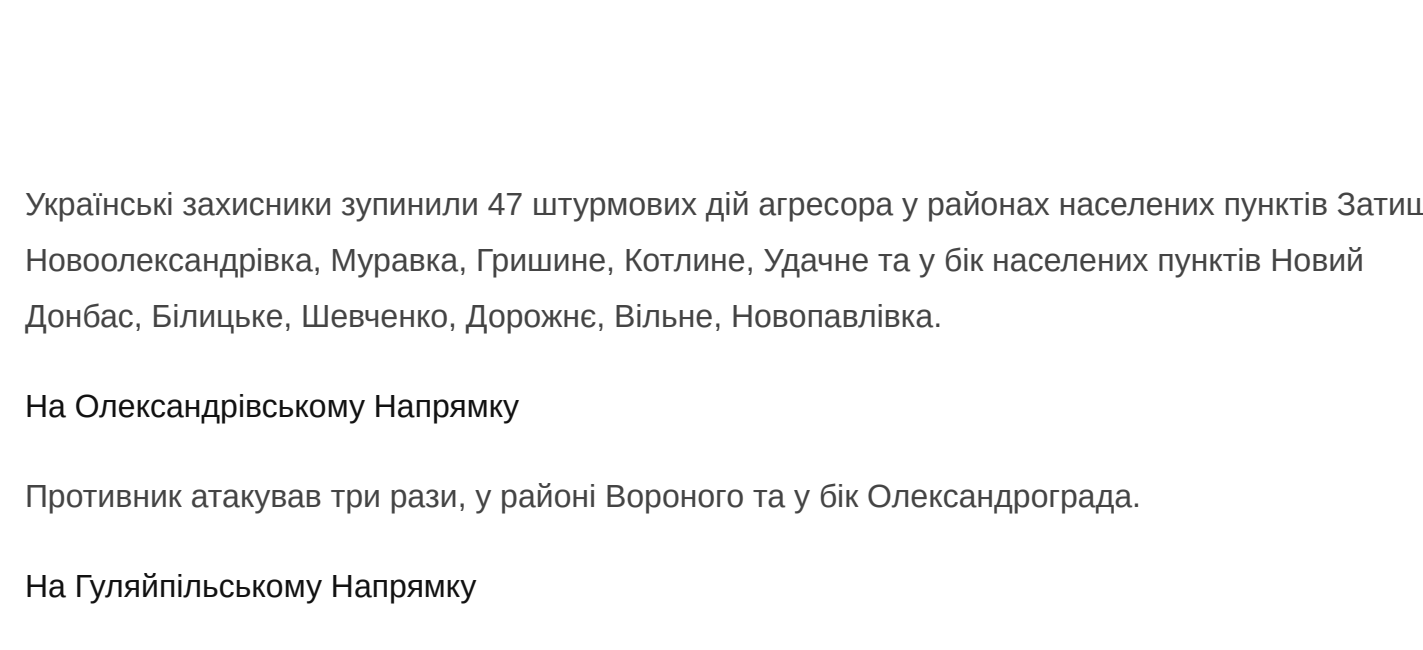 Українські захисники зупинили 47 штурмових дій агресора у районах населених пунктів
Новоолександрівка, Муравка, Гришине, Котлине, Удачне та у бік населених пунктів Новий
Донбас, Білицьке, Шевченко, Дорожнє, Вільне, Новопавлівка.
На Олександрівському Напрямку
Противник атакував три рази, у районі Вороного та у бік Олександрограда.
На Гуляйпільському Напрямку